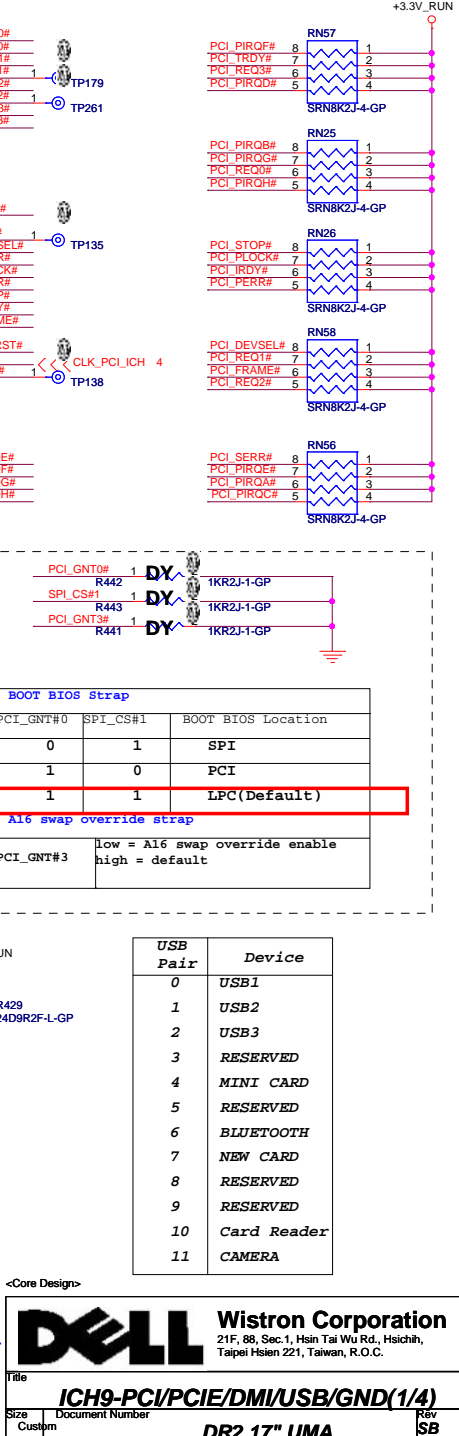 +3.3V_RUN
RN57
PCI_PIRQF# 8 1
PCI_TRDY# 7 2
PCI_REQ3# 6 3
PCI_PIRQD# 5 4
SRN8K2J-4-GP
1 TP179
1 TP261
RN25
PCI_PIRQB# 8 1
PCI_PIRQG# 7 2
PCI_REQ0# 6 3
PCI_PIRQH# 5 4
SRN8K2J-4-GP
1 TP135
RN26
PCI_STOP# 8 1
PCI_PLOCK# 7 2
PCI_IRDY# 6 3
PCI_PERR# 5 4
SRN8K2J-4-GP
CLK_PCI_ICH 4
1 TP138
RN58
PCI_DEVSEL# 8 1
PCI_REQ1# 7 2
PCI_FRAME# 6 3
PCI_REQ2# 5 4
SRN8K2J-4-GP
RN56
PCI_SERR# 8 1
PCI_PIRQE# 7 2
PCI_PIRQA# 6 3
PCI_PIRQC# 5 4
SRN8K2J-4-GP
PCI_GNT0# 1 DY
R442 1KR2J-1-GP
SPI_CS#1 1 DY
R443 1KR2J-1-GP
PCI_GNT3# 1 DY
R441 1KR2J-1-GP
BOOT BIOS Strap
PCI_GNT#0 SPI_CS#1 BOOT BIOS Location
0 1 SPI
1 0 PCI
1 1 LPC(Default)
A16 swap override strap
PCI_GNT#3 low = A16 swap override enable
high = default
UN
R429
24D9R2F-L-GP
USB Pair Device
0 USB1
1 USB2
2 USB3
3 RESERVED
4 MINI CARD
5 RESERVED
6 BLUETOOTH
7 NEW CARD
8 RESERVED
9 RESERVED
10 Card Reader
11 CAMERA
<Core Design>
DELL
Wistron Corporation
21F, 88, Sec.1, Hsin Tai Wu Rd., Hsichih,
Taipei Hsien 221, Taiwan, R.O.C.
Title
ICH9-PCI/PCIE/DMI/USB/GND(1/4)
Size Document Number Rev
Custom DR2 17" UMA SB